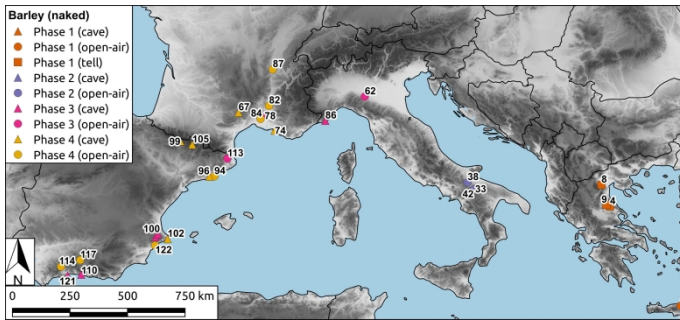 Barley (naked)
Phase 1 (cave)
Phase 1 (open-air)
Phase 1 (tell)
Phase 2 (cave)
Phase 2 (open-air)
Phase 3 (cave)
Phase 3 (open-air)
Phase 4 (cave)
Phase 4 (open-air)
87
62
67
82
84
78
74
86
99
105
113
96
94
38
33
42
8
9
4
100
102
122
117
114
110
121
N
0
250
500
750 km